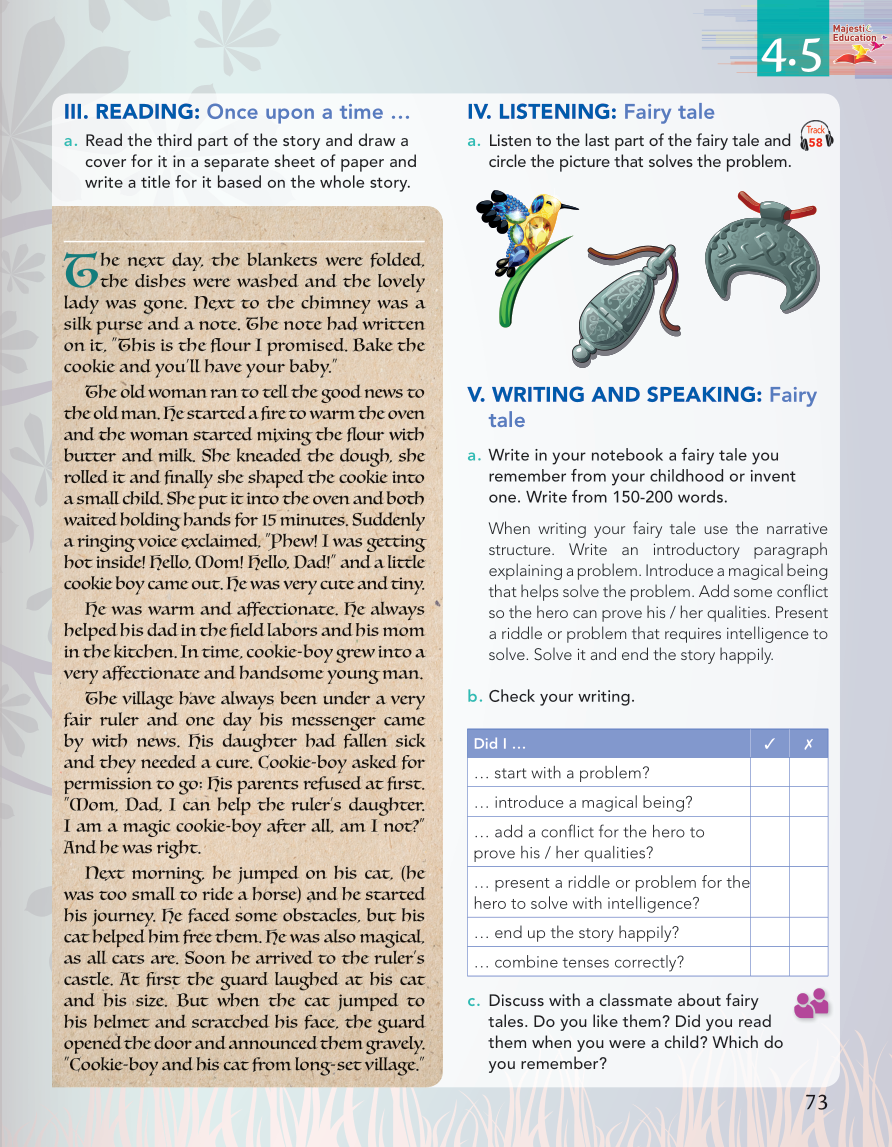 4.5
Majestic
Education
III. READING: Once upon a time ...
a. Read the third part of the story and draw a
cover for it in a separate sheet of paper and
write a title for it based on the whole story.
The next day, the blankets were folded,
the dishes were washed and the lovely
lady was gone. Next to the chimney was a
silk purse and a note. The note had written
on it, "This is the flour I promised. Bake the
cookie and you'll have your baby."
The old woman ran to tell the good news to
the old man. He started a fire to warm the oven
and the woman started mixing the flour with
butter and milk. She kneaded the dough, she
rolled it and finally she shaped the cookie into
a small child. She put it into the oven and both
waited holding hands for 15 minutes. Suddenly
a ringing voice exclaimed, "Phew! I was getting
hot inside! Hello, Mom! Hello, Dad!" and a little
cookie boy came out. He was very cute and tiny.
He was warm and affectionate. He always
helped his dad in the field labors and his mom
in the kitchen. In time, cookie-boy grew into a
very affectionate and handsome young man.
The village have always been under a very
fair ruler and one day his messenger came
by with news. His daughter had fallen sick
and they needed a cure. Cookie-boy asked for
permission to go; His parents refused at first.
"Mom, Dad, I can help the ruler's daughter.
I am a magic cookie-boy after all, am I not?"
And he was right.
Next morning, he jumped on his cat, (he
was too small to ride a horse) and he started
his journey. He faced some obstacles, but his
cat helped him free them. He was also magical,
as all cats are. Soon he arrived to the ruler's
castle. At first the guard laughed at his cat
and his size. But when the cat jumped to
his helmet and scratched his face, the guard
opened the door and announced them gravely.
"Cookie-boy and his cat from long-set village."
IV. LISTENING: Fairy tale
a. Listen to the last part of the fairy tale and
circle the picture that solves the problem.
Track
58
V. WRITING AND SPEAKING: Fairy
tale
a. Write in your notebook a fairy tale you
remember from your childhood or invent
one. Write from 150-200 words.
When writing your fairy tale use the narrative
structure. Write an introductory paragraph
explaining a problem. Introduce a magical being
that helps solve the problem. Add some conflict
so the hero can prove his / her qualities. Present
a riddle or problem that requires intelligence to
solve. Solve it and end the story happily.
b. Check your writing.
Did I ... ✓ ✗
... start with a problem?
... introduce a magical being?
... add a conflict for the hero to
prove his / her qualities?
... present a riddle or problem for the
hero to solve with intelligence?
... end up the story happily?
... combine tenses correctly?
c. Discuss with a classmate about fairy
tales. Do you like them? Did you read
them when you were a child? Which do
you remember?
73